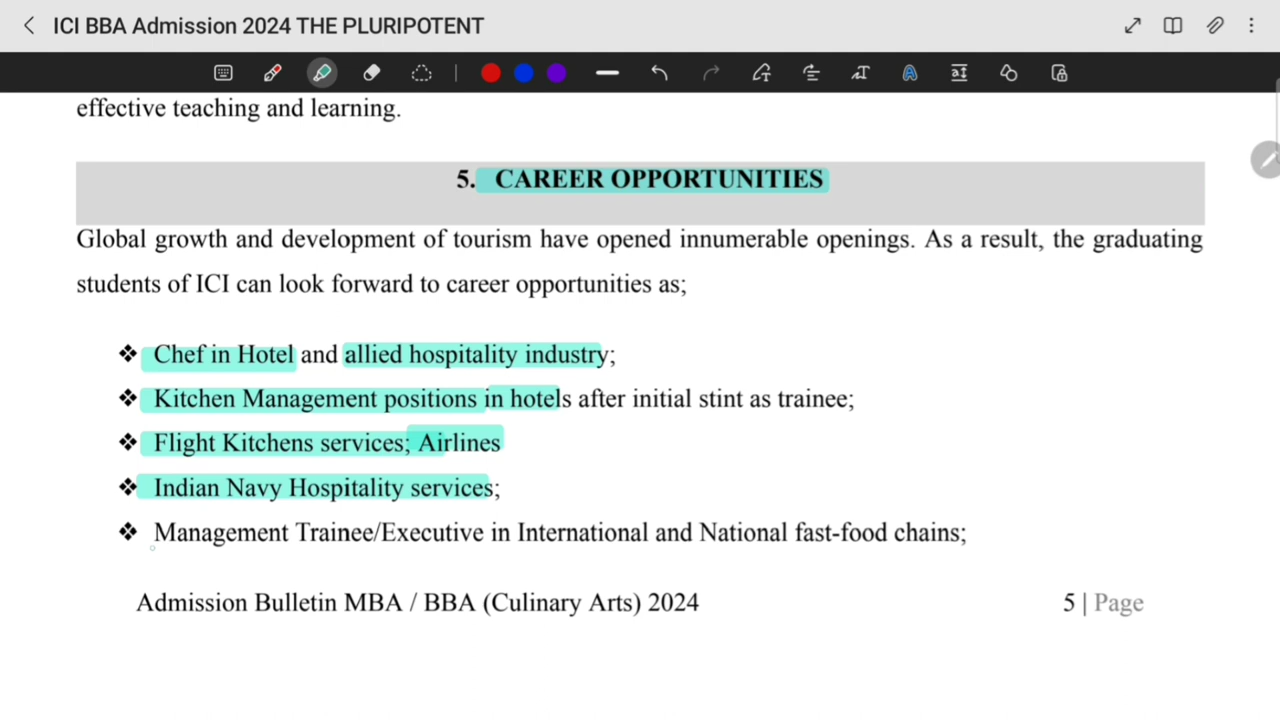 ICI BBA Admission 2024 THE PLURIPOTENT
effective teaching and learning.
5. CAREER OPPORTUNITIES
Global growth and development of tourism have opened innumerable openings. As a result, the graduating
students of ICI can look forward to career opportunities as;
❖ Chef in Hotel and allied hospitality industry;
❖ Kitchen Management positions in hotels after initial stint as trainee;
❖ Flight Kitchens services; Airlines
❖ Indian Navy Hospitality services;
❖ Management Trainee/Executive in International and National fast-food chains;
Admission Bulletin MBA / BBA (Culinary Arts) 2024 5 | Page